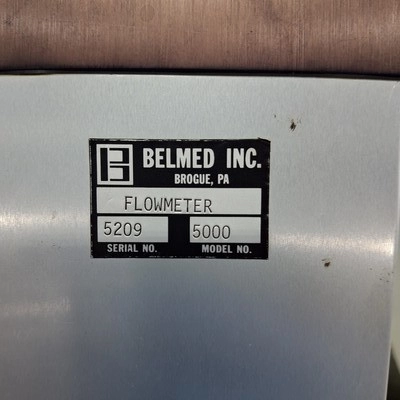 BELMED INC.
BROGUE, PA
FLOWMETER
5209 5000
SERIAL NO. MODEL NO.